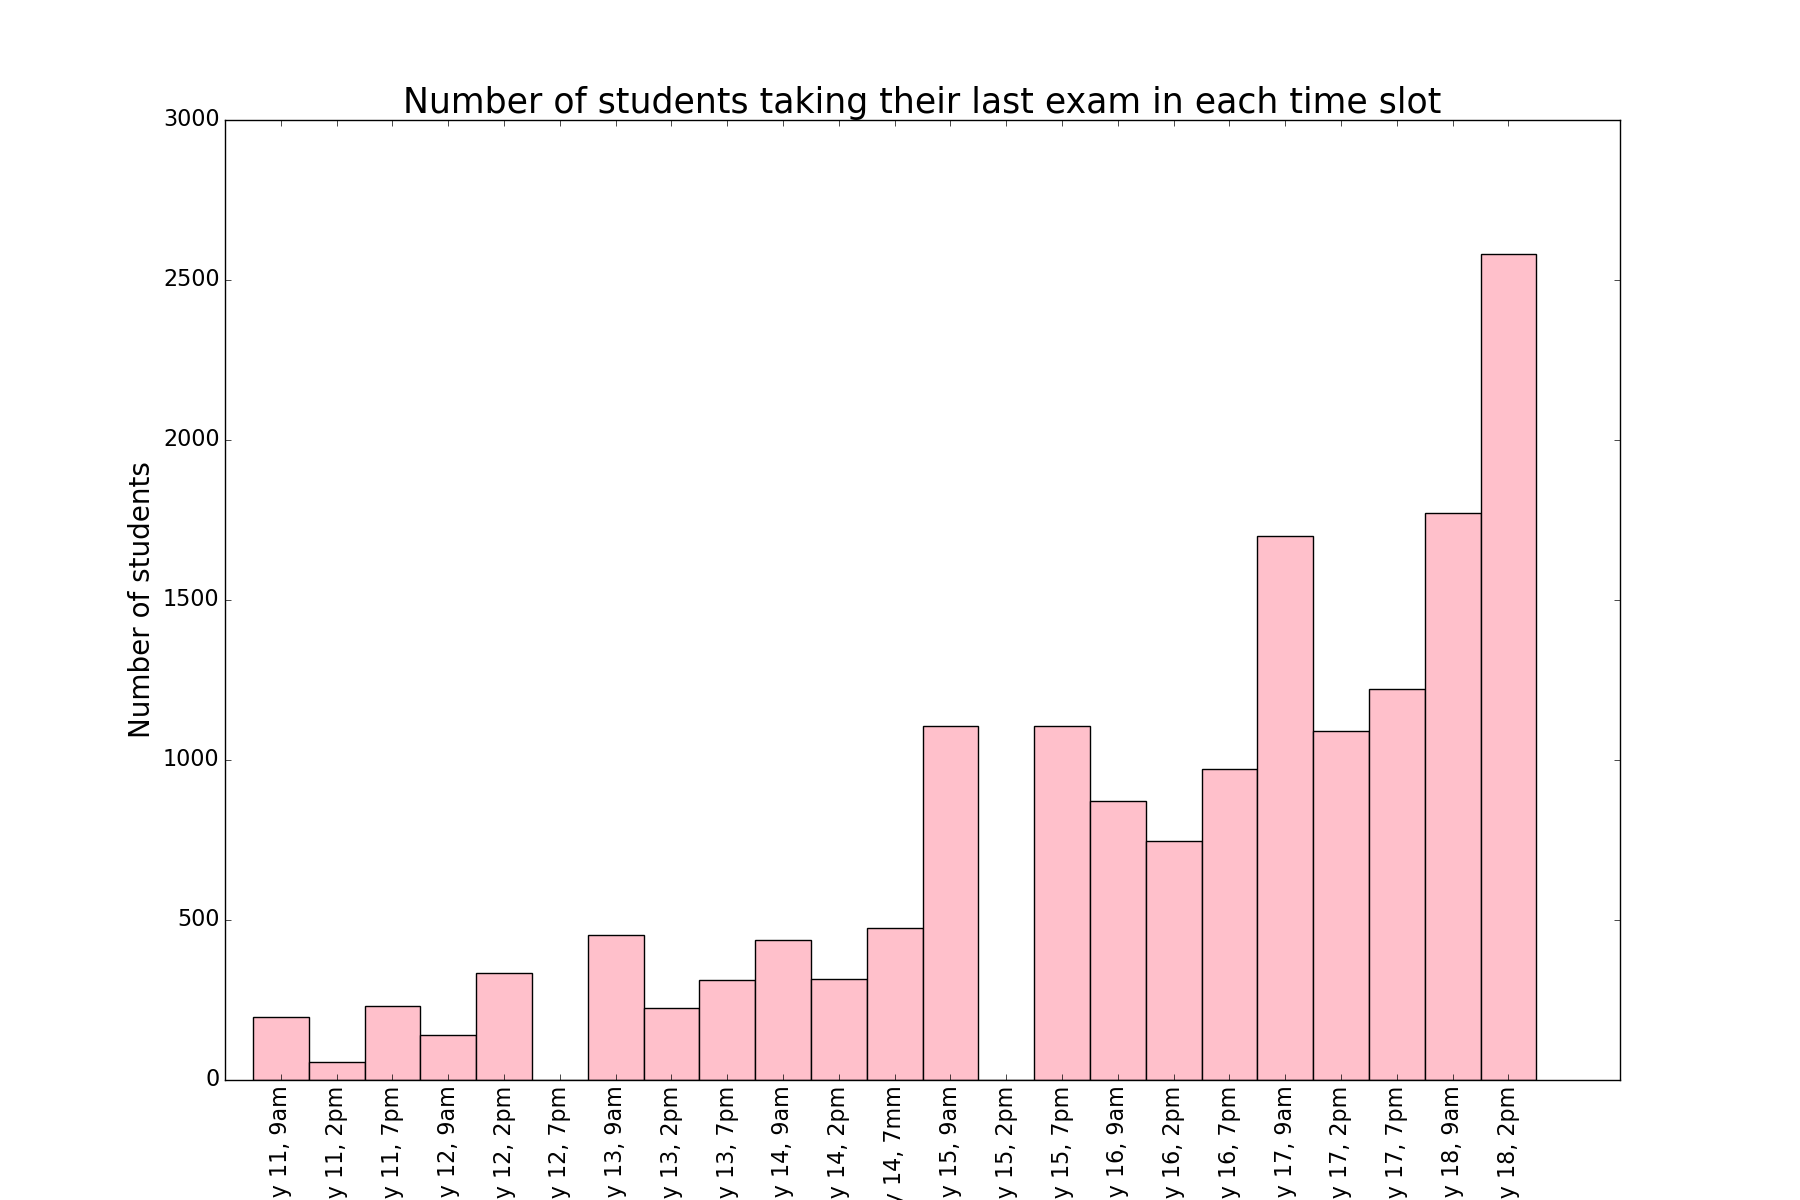 Number of students taking their last exam in each time slot
3000
2500
2000
1500
1000
500
0
Number of students
y 11, 9am
y 11, 2pm
y 11, 7pm
y 12, 9am
y 12, 2pm
y 12, 7pm
y 13, 9am
y 13, 2pm
y 13, 7pm
y 14, 9am
y 14, 2pm
y 14, 7mm
y 15, 9am
y 15, 2pm
y 15, 7pm
y 16, 9am
y 16, 2pm
y 16, 7pm
y 17, 9am
y 17, 2pm
y 17, 7pm
y 18, 9am
y 18, 2pm